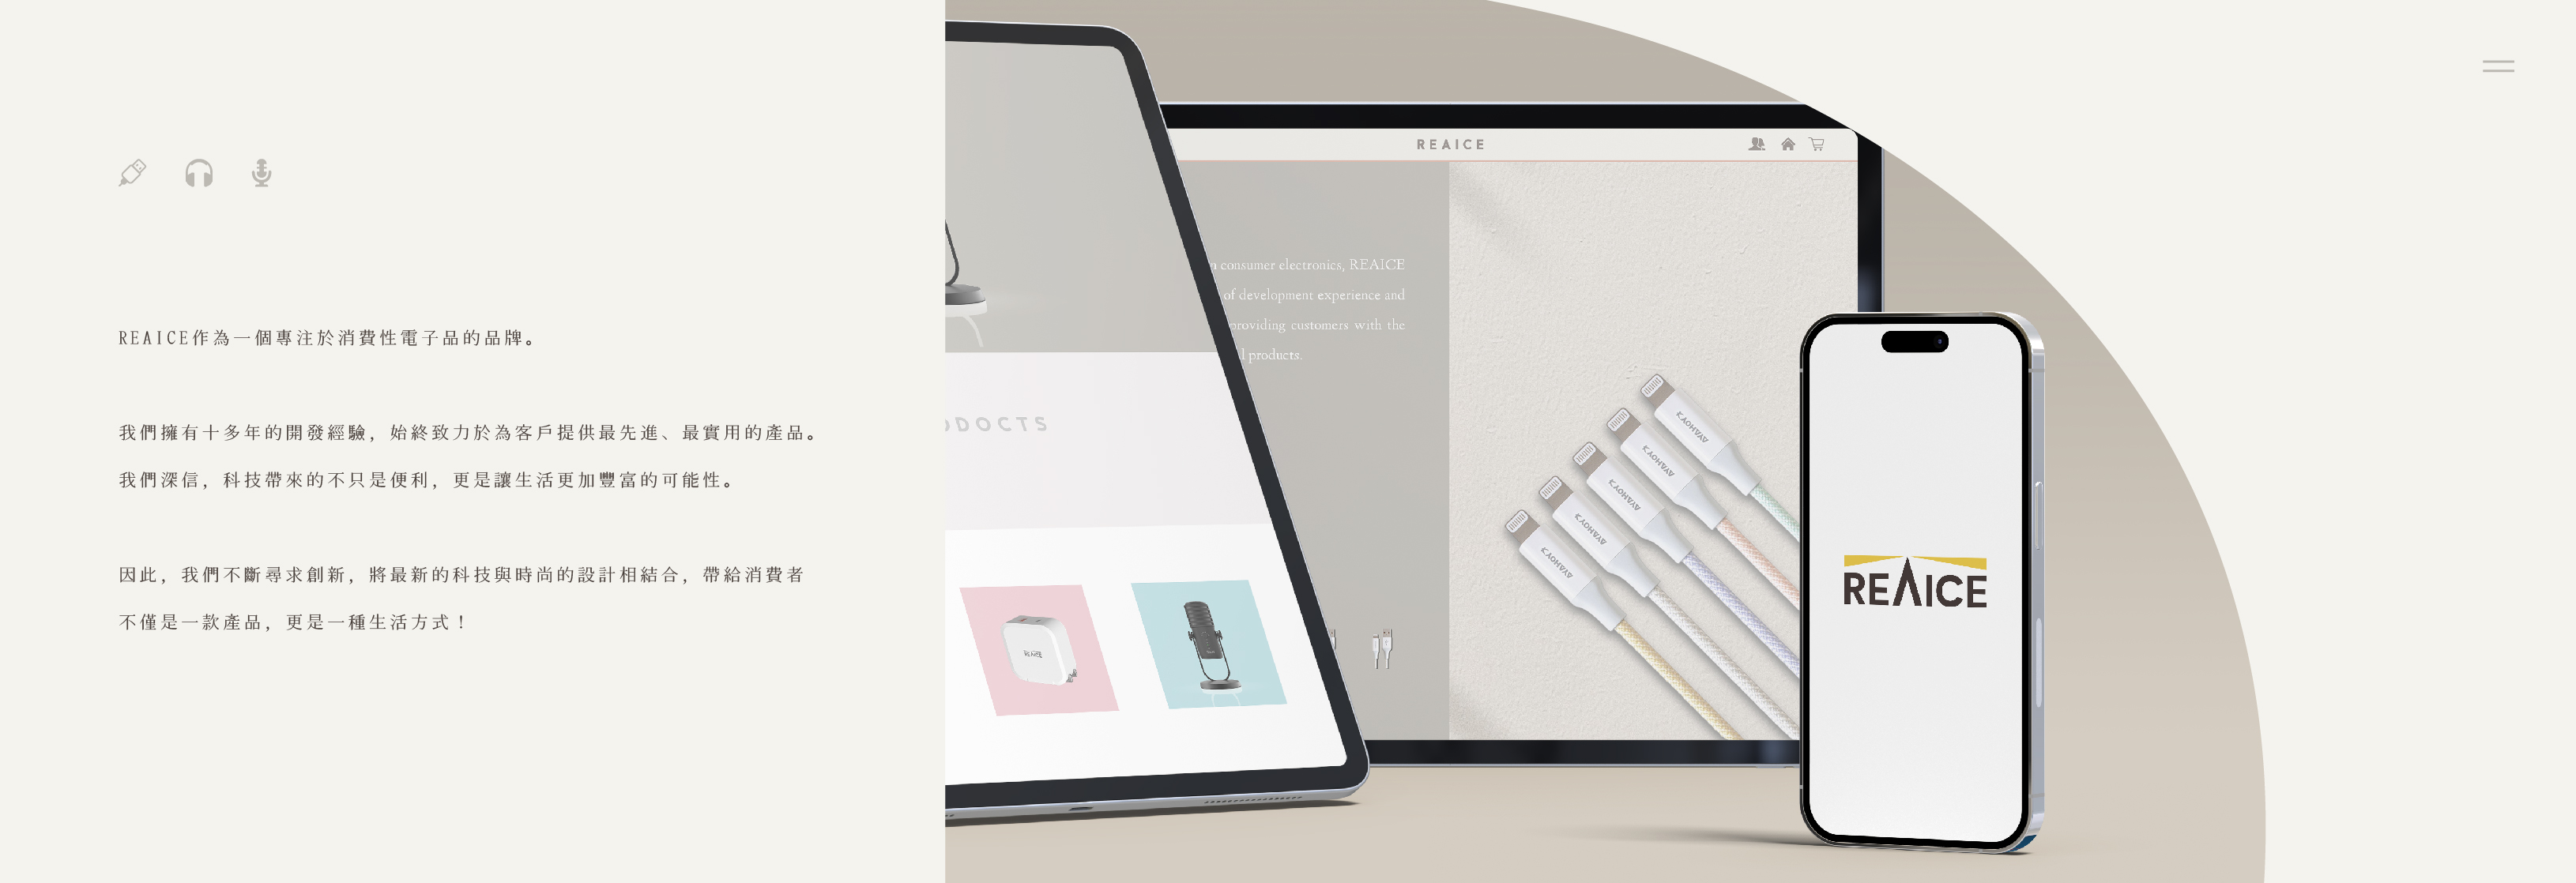 REAICE作為一個專注於消費性電子品的品牌。
我們擁有十多年的開發經驗，始終致力於為客戶提供最先進、最實用的產品。
我們深信，科技帶來的不只是便利，更是讓生活更加豐富的可能性。
因此，我們不斷尋求創新，將最新的科技與時尚的設計相結合，帶給消費者
不僅是一款產品，更是一種生活方式！
REAICE
consumer electronics, REAICE
of development experience and
providing customers with the
products.
DOCTS
REAICE
REAICE